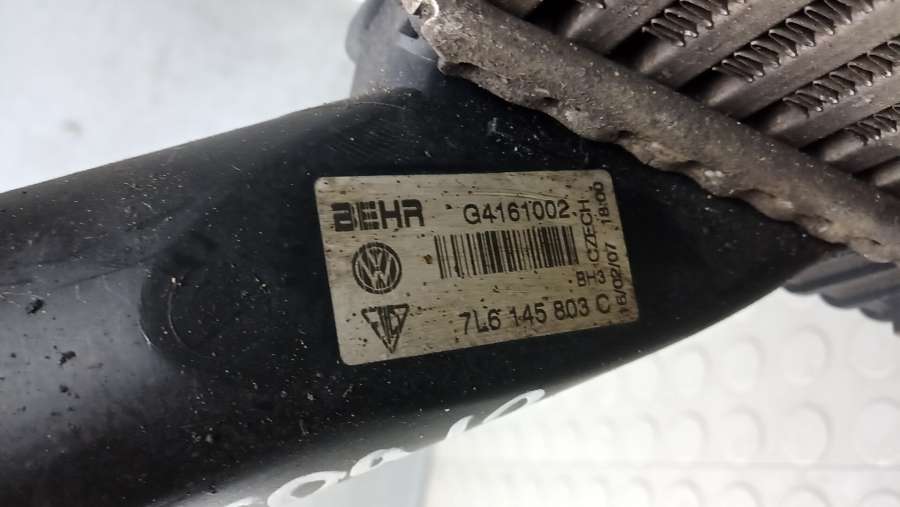 BEHR G4161002
7L6 145 803 C
BH3 CZECH
16/02/07 18:00